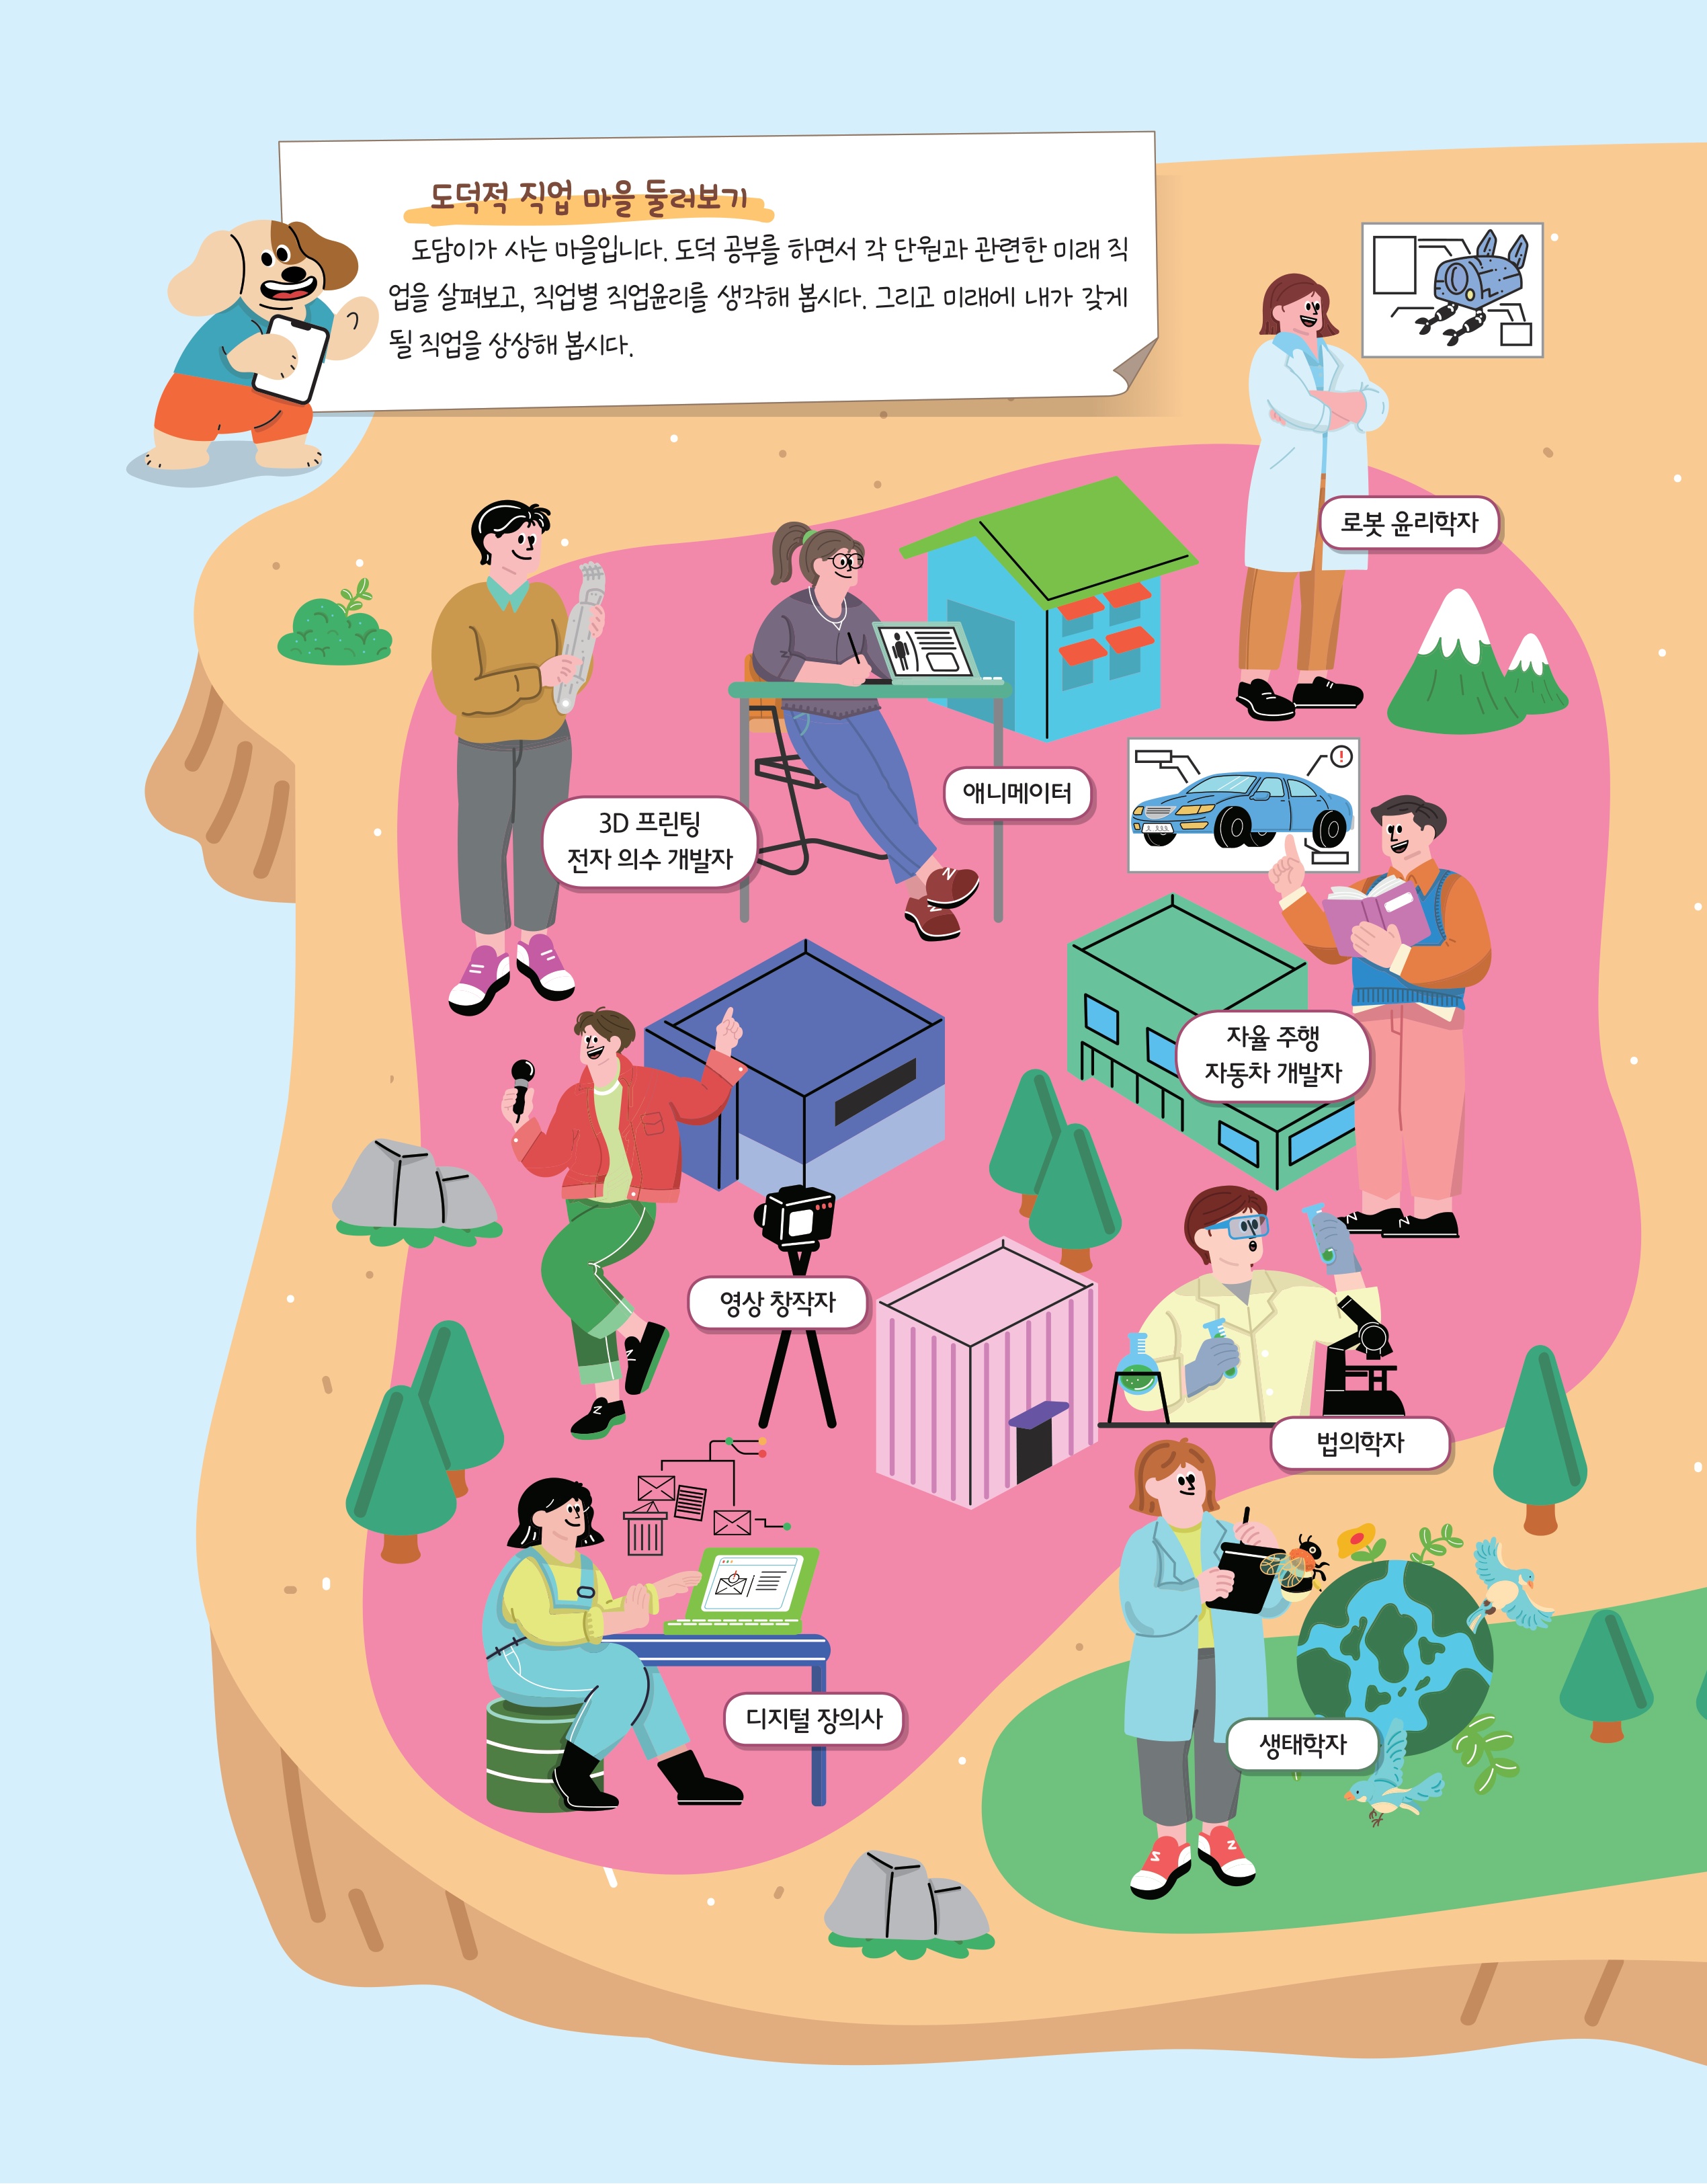 도덕적 직업 마을 둘러보기
도담이가 사는 마을입니다. 도덕 공부를 하면서 각 단원과 관련한 미래 직
업을 살펴보고, 직업별 직업윤리를 생각해 봅시다. 그리고 미래에 내가 갖게
될 직업을 상상해 봅시다.
로봇 윤리학자
애니메이터
3D 프린팅
전자 의수 개발자
!
자율 주행
자동차 개발자
영상 창작자
법의학자
디지털 장의사
생태학자